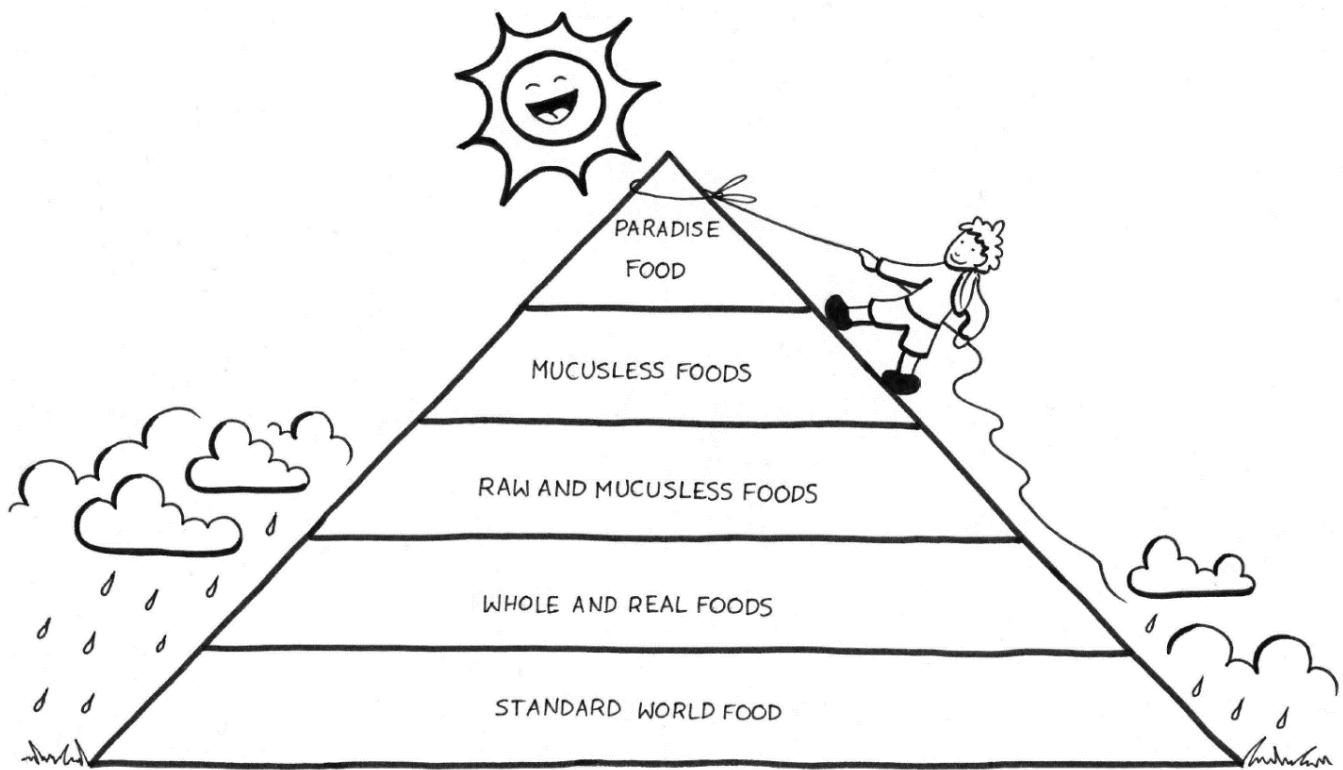 PARADISE
FOOD
MUCUSLESS FOODS
RAW AND MUCUSLESS FOODS
WHOLE AND REAL FOODS
STANDARD WORLD FOOD